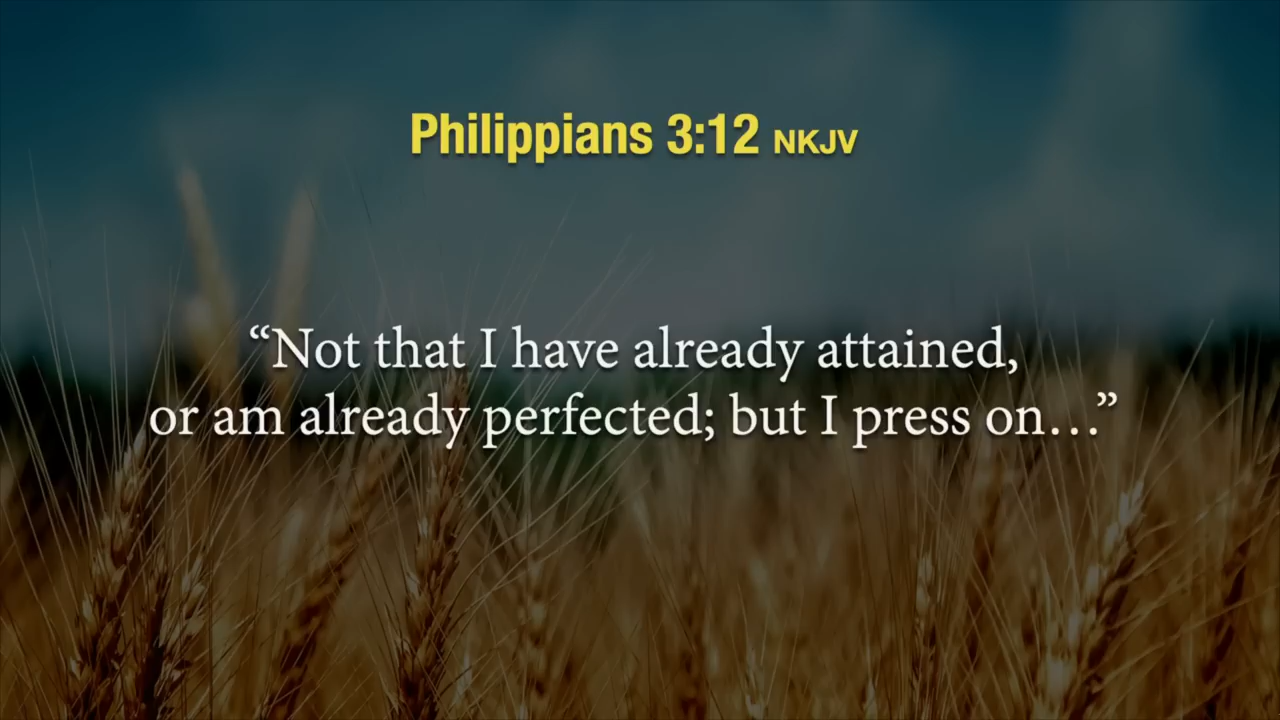 Philippians 3:12 NKJV
“Not that I have already attained,
or am already perfected; but I press on…”